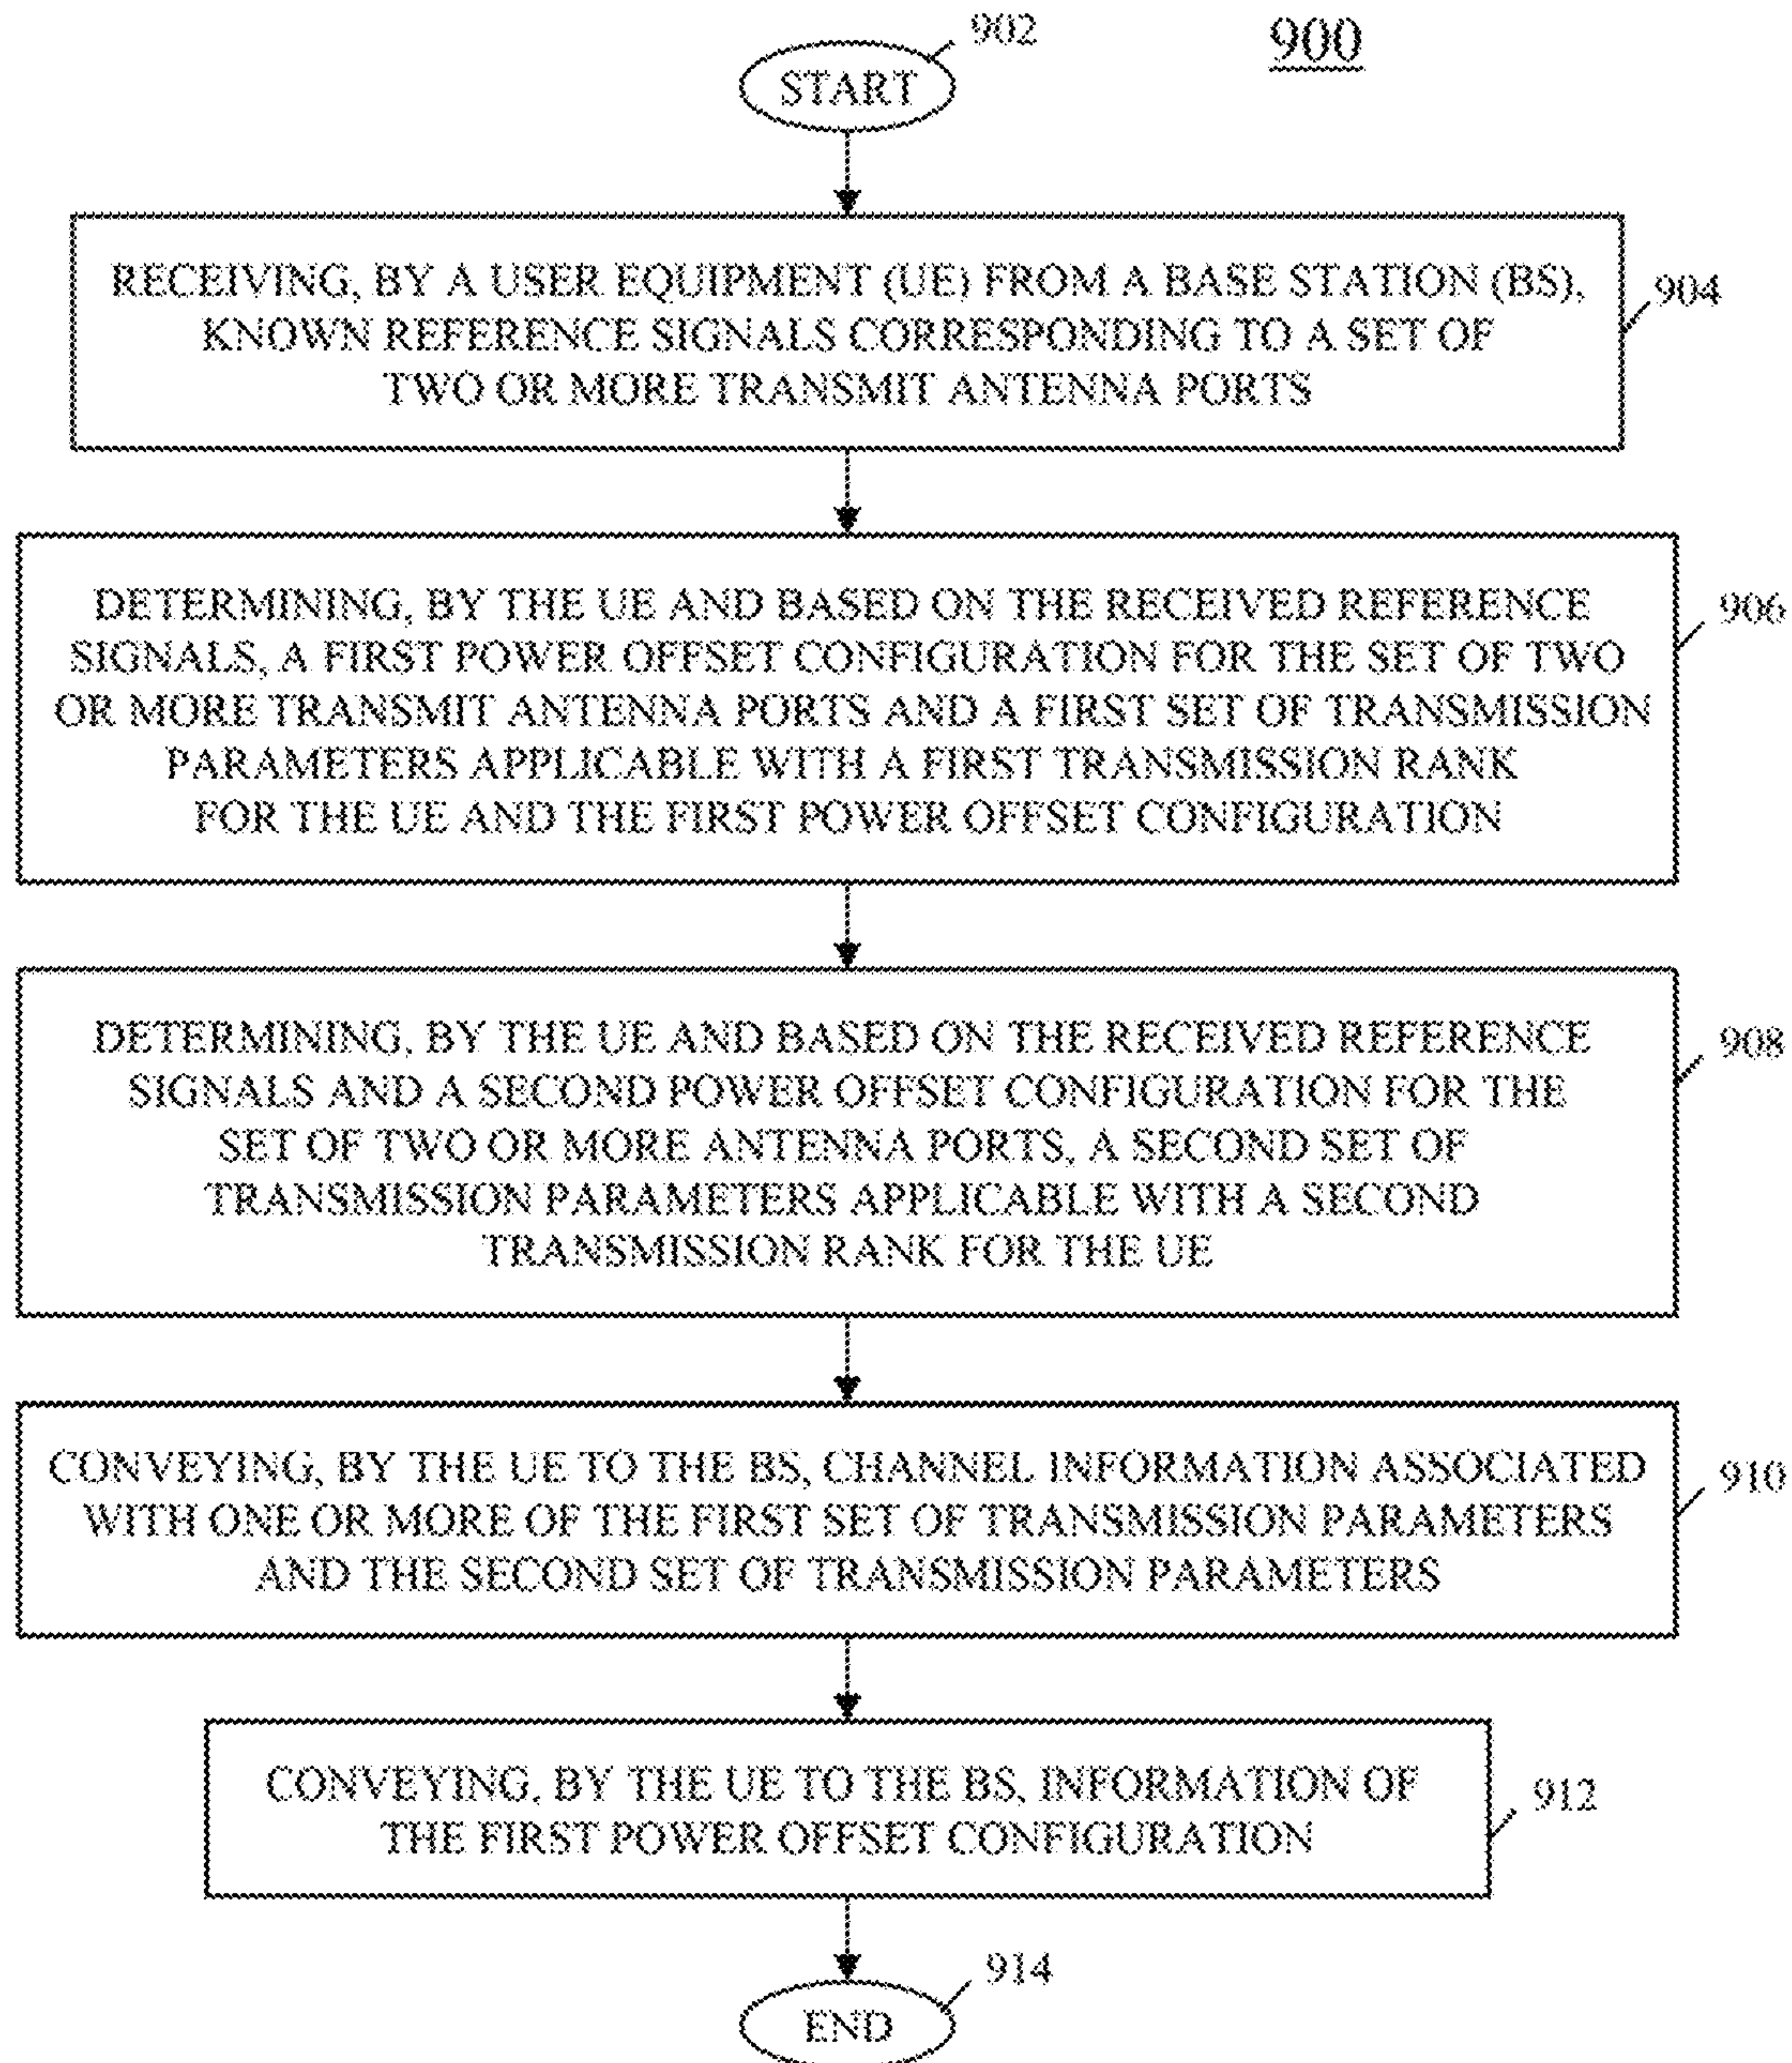 902
900
START
RECEIVING, BY A USER EQUIPMENT (UE) FROM A BASE STATION (BS),
KNOWN REFERENCE SIGNALS CORRESPONDING TO A SET OF
TWO OR MORE TRANSMIT ANTENNA PORTS
904
DETERMINING, BY THE UE AND BASED ON THE RECEIVED REFERENCE
SIGNALS, A FIRST POWER OFFSET CONFIGURATION FOR THE SET OF TWO
OR MORE TRANSMIT ANTENNA PORTS AND A FIRST SET OF TRANSMISSION
PARAMETERS APPLICABLE WITH A FIRST TRANSMISSION RANK
FOR THE UE AND THE FIRST POWER OFFSET CONFIGURATION
906
DETERMINING, BY THE UE AND BASED ON THE RECEIVED REFERENCE
SIGNALS AND A SECOND POWER OFFSET CONFIGURATION FOR THE
SET OF TWO OR MORE ANTENNA PORTS, A SECOND SET OF
TRANSMISSION PARAMETERS APPLICABLE WITH A SECOND
TRANSMISSION RANK FOR THE UE
908
CONVEYING, BY THE UE TO THE BS, CHANNEL INFORMATION ASSOCIATED
WITH ONE OR MORE OF THE FIRST SET OF TRANSMISSION PARAMETERS
AND THE SECOND SET OF TRANSMISSION PARAMETERS
910
CONVEYING, BY THE UE TO THE BS, INFORMATION OF
THE FIRST POWER OFFSET CONFIGURATION
912
914
END